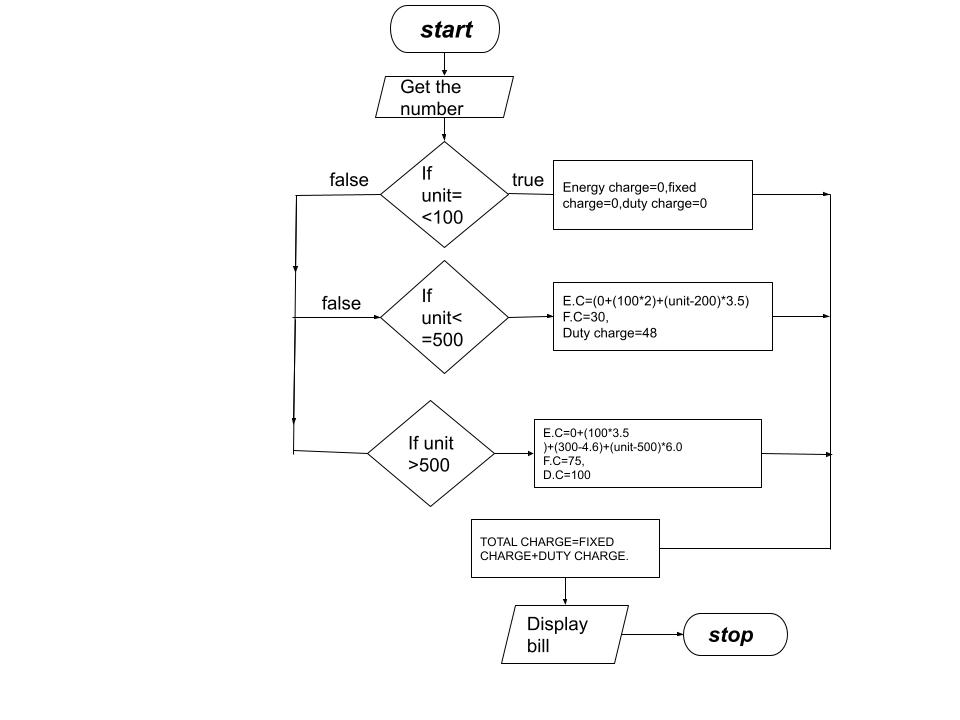 start
Get the
number
false
If
unit=
<100
true
Energy charge=0,fixed
charge=0,duty charge=0
false
If
unit<
=500
E.C=(0+(100*2)+(unit-200)*3.5)
F.C=30,
Duty charge=48
If unit
>500
E.C=0+(100*3.5
)+(300-4.6)+(unit-500)*6.0
F.C=75,
D.C=100
TOTAL CHARGE=FIXED
CHARGE+DUTY CHARGE.
Display
bill
stop